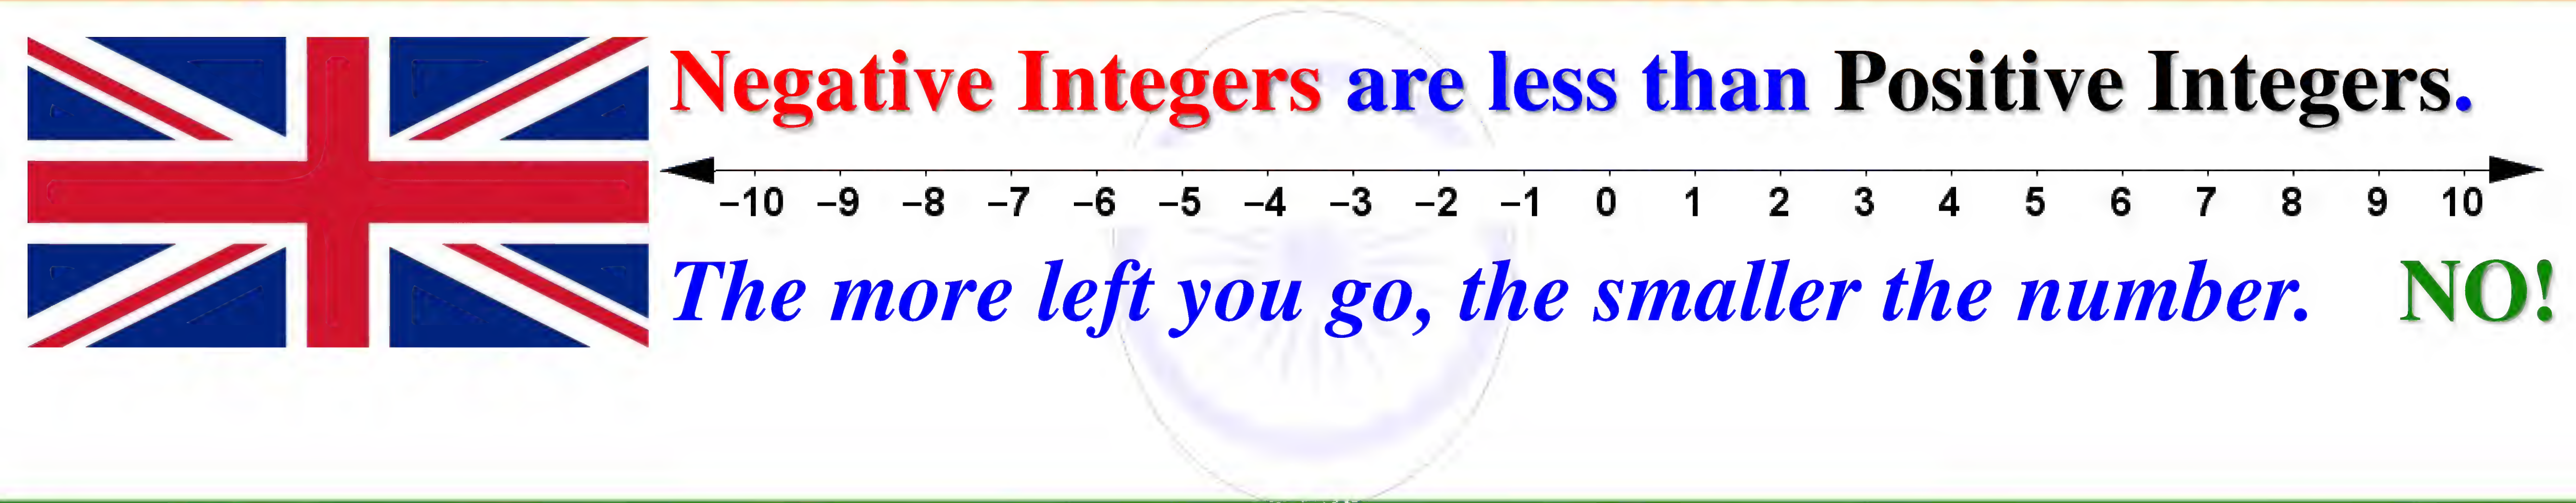 Negative Integers are less than Positive Integers.
–10 –9 –8 –7 –6 –5 –4 –3 –2 –1 0 1 2 3 4 5 6 7 8 9 10
The more left you go, the smaller the number. NO!